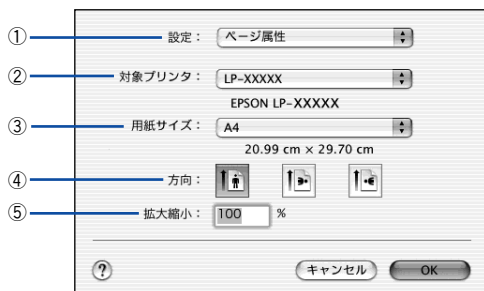 ① 設定： ページ属性
② 対象プリンタ： LP-XXXXX
EPSON LP-XXXXX
③ 用紙サイズ： A4
20.99 cm × 29.70 cm
④ 方向：
⑤ 拡大縮小： 100 %
? キャンセル OK